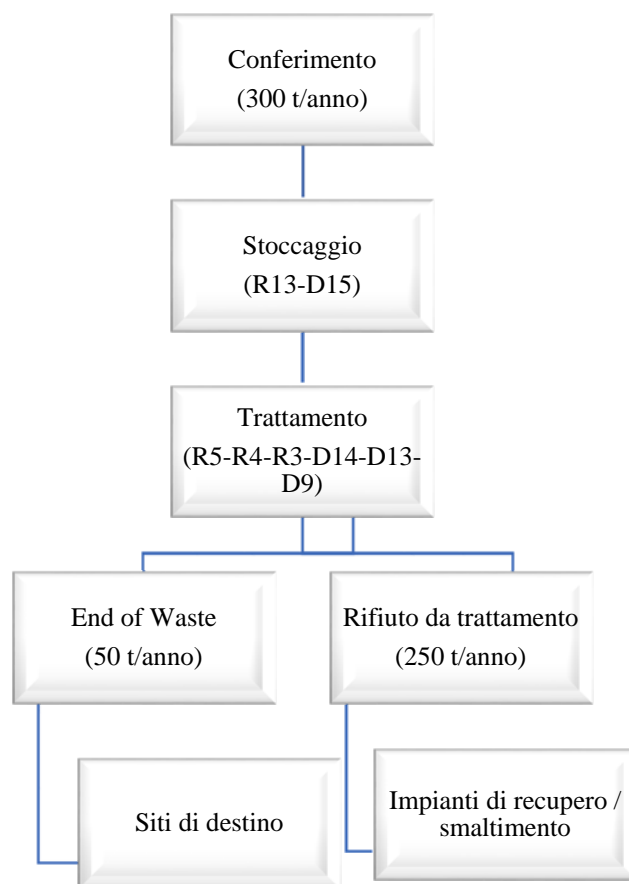 Conferimento
(300 t/anno)
Stoccaggio
(R13-D15)
Trattamento
(R5-R4-R3-D14-D13-
D9)
End of Waste
(50 t/anno)
Rifiuto da trattamento
(250 t/anno)
Siti di destino
Impianti di recupero /
smaltimento